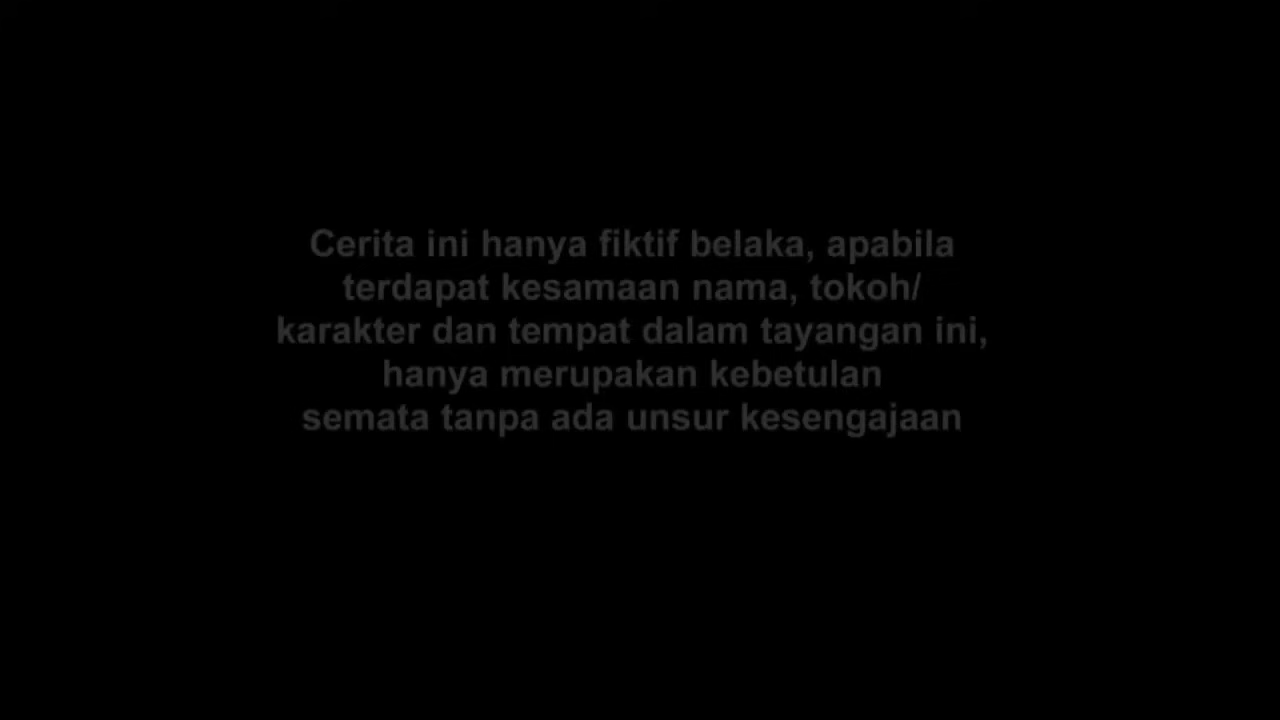 Cerita ini hanya fiktif belaka, apabila
terdapat kesamaan nama, tokoh/
karakter dan tempat dalam tayangan ini,
hanya merupakan kebetulan
semata tanpa ada unsur kesengajaan